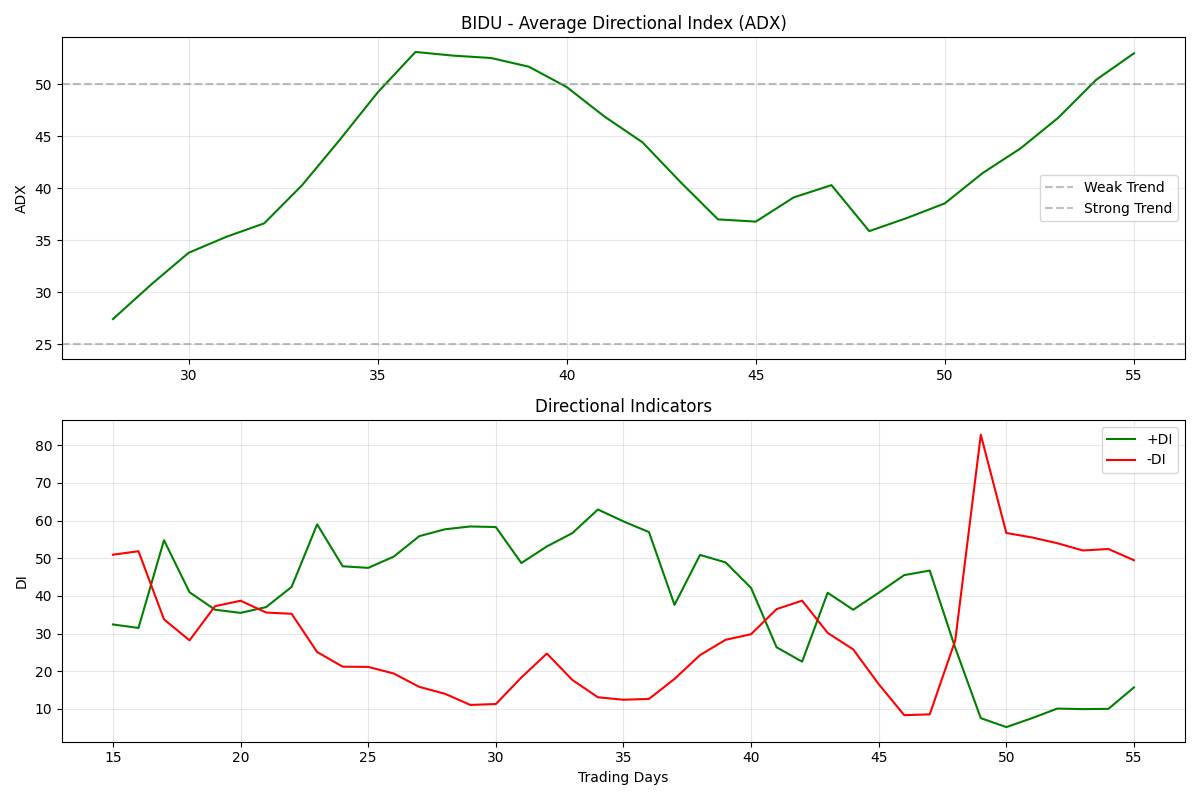 BIDU - Average Directional Index (ADX)
ADX
50
45
40
35
30
25
Weak Trend
Strong Trend
30 35 40 45 50 55
Directional Indicators
DI
80
70
60
50
40
30
20
10
+DI
-DI
15 20 25 30 35 40 45 50 55
Trading Days